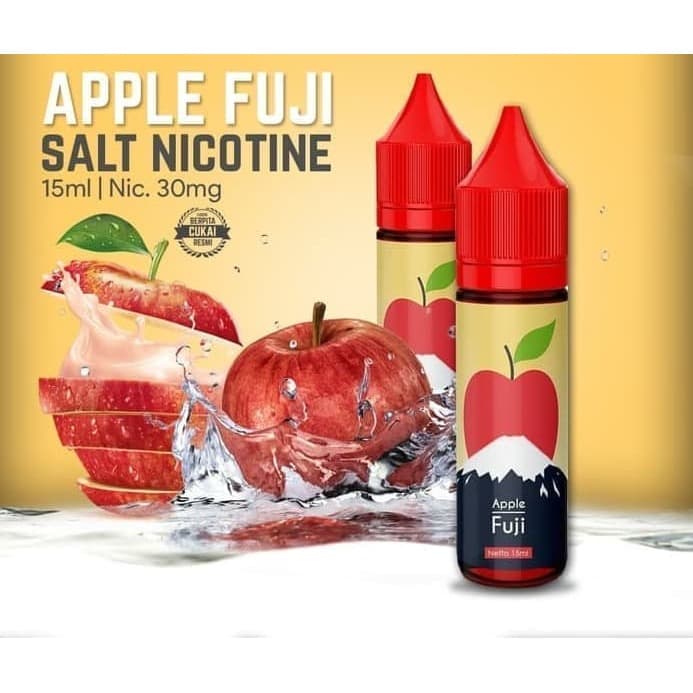 APPLE FUJI
SALT NICOTINE
15ml | Nic. 30mg
BERPITA
CUKAI
RESMI
Apple
Fuji
Netto 15ml